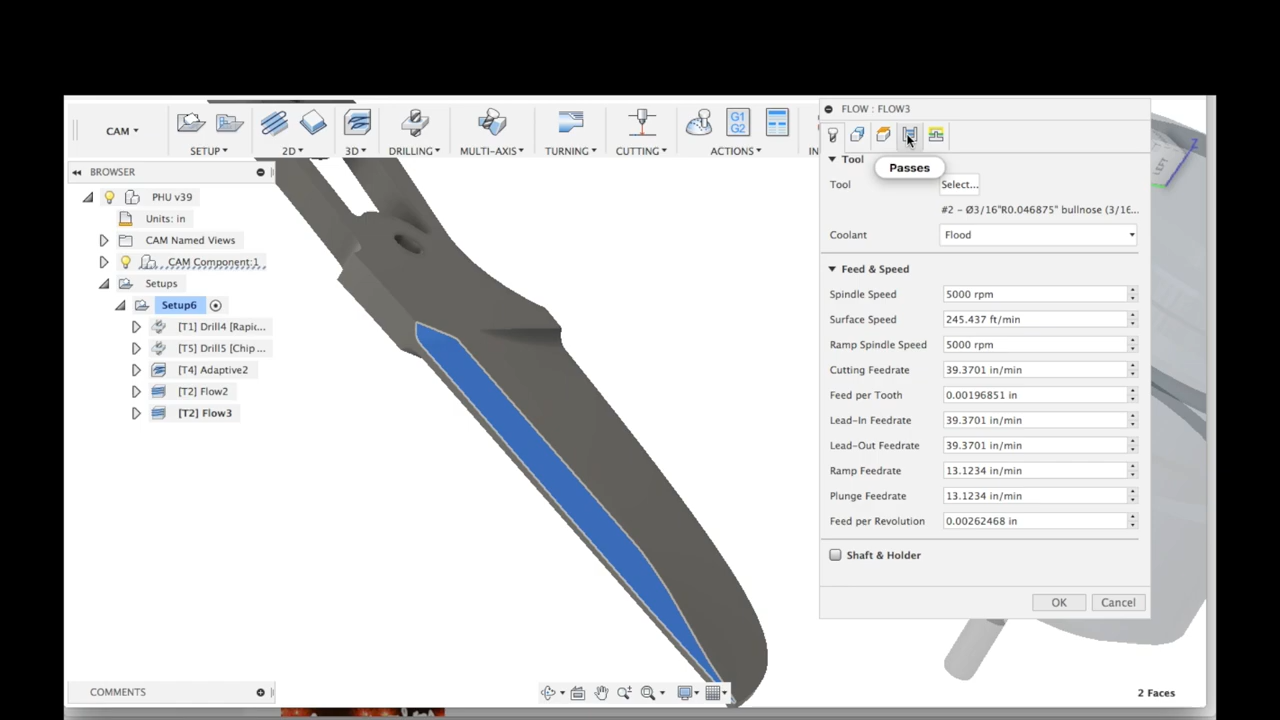 FLOW : FLOW3
CAM
SETUP
2D
3D
DRILLING
MULTI-AXIS
TURNING
CUTTING
ACTIONS
G1
G2
IN
Passes
BROWSER
PHU v39
Units: in
CAM Named Views
CAM Component:1
Setups
Setup6
[T1] Drill4 [Rapic...
[T5] Drill5 [Chip ...
[T4] Adaptive2
[T2] Flow2
[T2] Flow3
Tool
Tool
Select...
#2 – Ø3/16"R0.046875" bullnose (3/16...
Coolant
Flood
Feed & Speed
Spindle Speed 5000 rpm
Surface Speed 245.437 ft/min
Ramp Spindle Speed 5000 rpm
Cutting Feedrate 39.3701 in/min
Feed per Tooth 0.00196851 in
Lead-In Feedrate 39.3701 in/min
Lead-Out Feedrate 39.3701 in/min
Ramp Feedrate 13.1234 in/min
Plunge Feedrate 13.1234 in/min
Feed per Revolution 0.00262468 in
Shaft & Holder
OK Cancel
LEFT
Z
COMMENTS
2 Faces